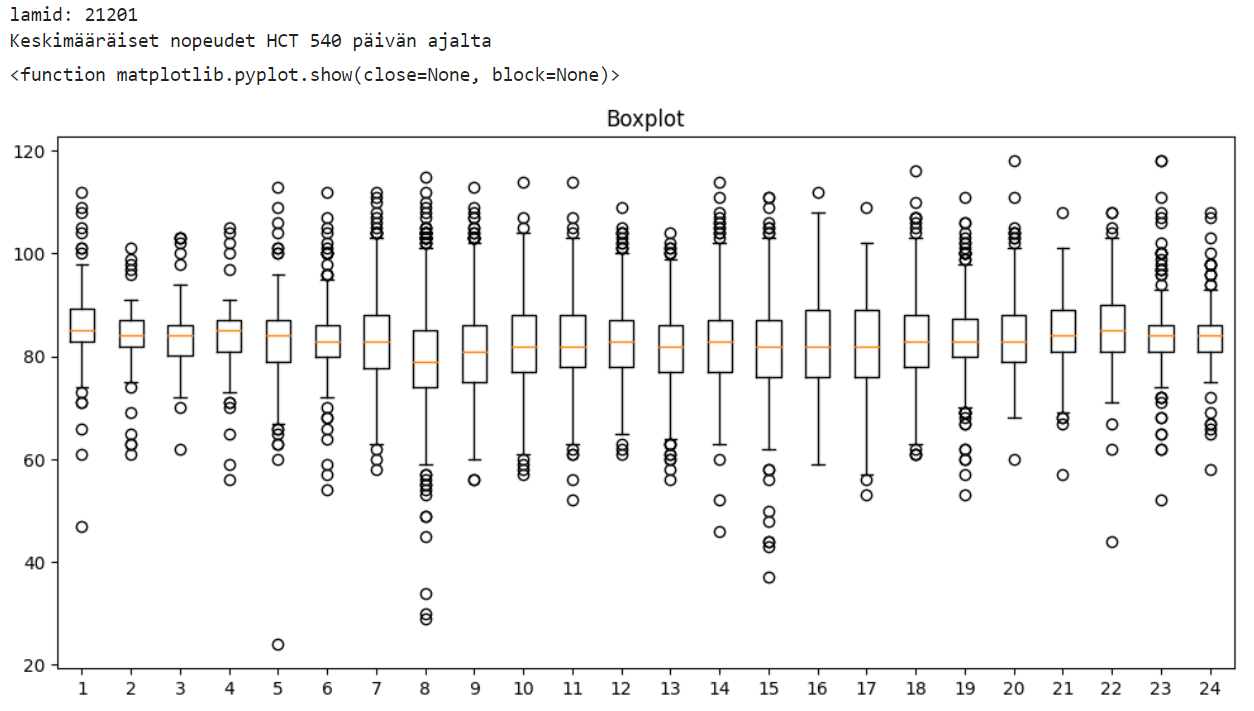 lamid: 21201
Keskimääräiset nopeudet HCT 540 päivän ajalta
<function matplotlib.pyplot.show(close=None, block=None)>
Boxplot
120
100
80
60
40
20
1 2 3 4 5 6 7 8 9 10 11 12 13 14 15 16 17 18 19 20 21 22 23 24